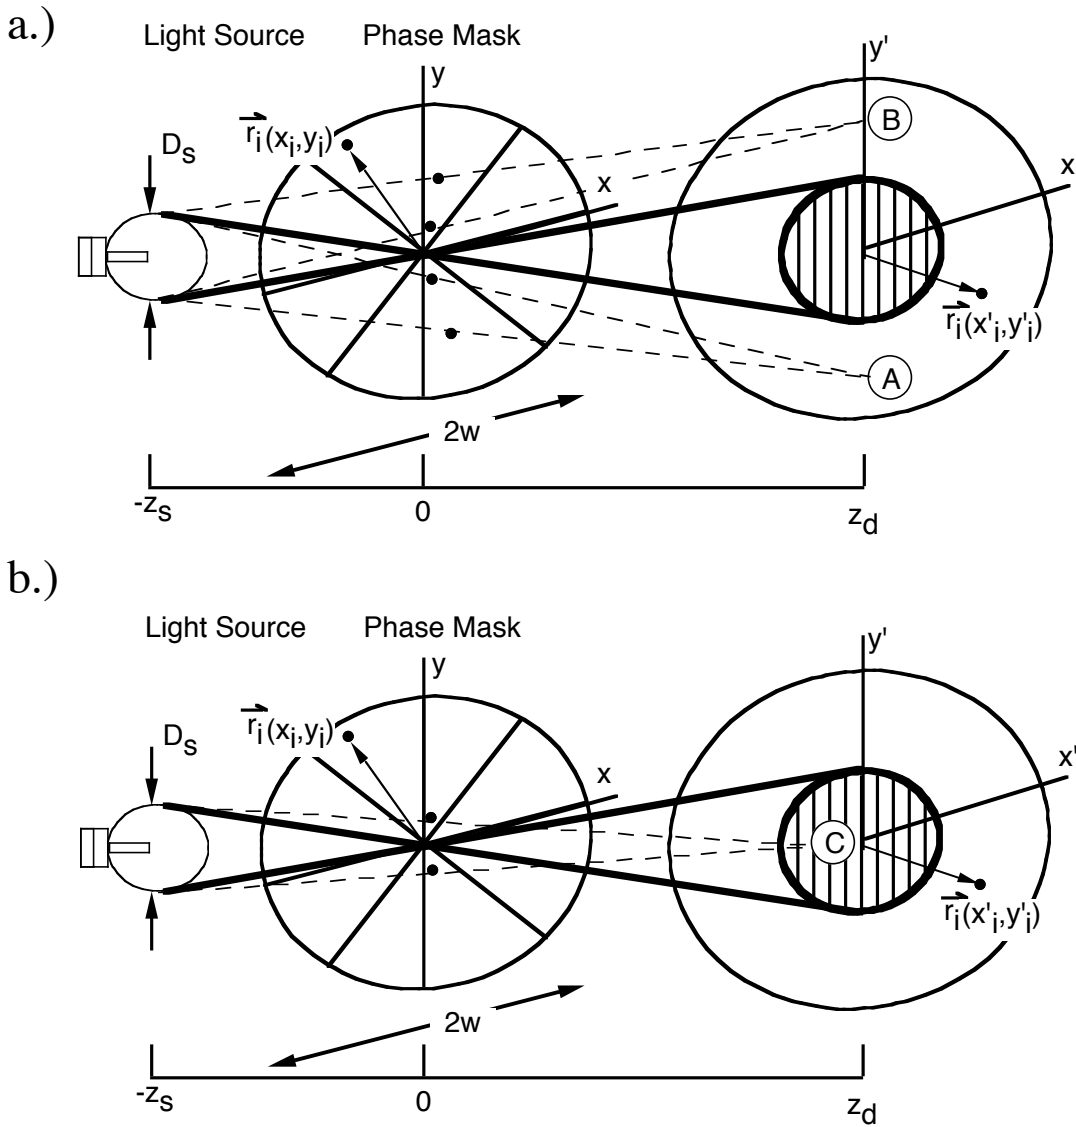 a.)
Light Source Phase Mask
y
y'
r_i(x_i,y_i)
D_s
B
x
x
r_i(x'_i,y'_i)
A
2w
-z_s 0 z_d
b.)
Light Source Phase Mask
y
y'
r_i(x_i,y_i)
D_s
x
x'
C
r_i(x'_i,y'_i)
2w
-z_s 0 z_d